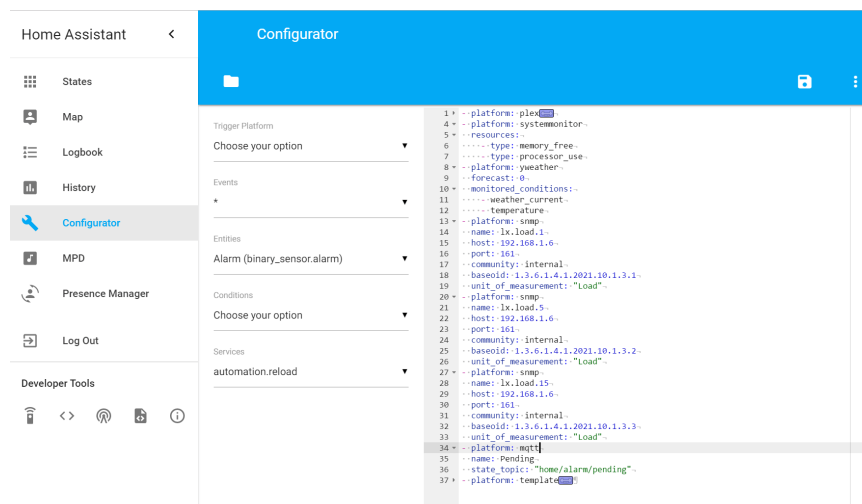 Home Assistant
Configurator
States
Map
Logbook
History
Configurator
MPD
Presence Manager
Log Out
Developer Tools
Trigger Platform
Choose your option
Events
*
Entities
Alarm (binary_sensor.alarm)
Conditions
Choose your option
Services
automation.reload
1 - platform: plex
4 - platform: systemmonitor
5 resources:
6 - type: memory_free
7 - type: processor_use
8 - platform: yweather
9 forecast: 0
10 monitored_conditions:
11 - weather_current
12 - temperature
13 - platform: snmp
14 name: lx.load.1
15 host: 192.168.1.6
16 port: 161
17 community: internal
18 baseoid: 1.3.6.1.4.1.2021.10.1.3.1
19 unit_of_measurement: "Load"
20 - platform: snmp
21 name: lx.load.5
22 host: 192.168.1.6
23 port: 161
24 community: internal
25 baseoid: 1.3.6.1.4.1.2021.10.1.3.2
26 unit_of_measurement: "Load"
27 - platform: snmp
28 name: lx.load.15
29 host: 192.168.1.6
30 port: 161
31 community: internal
32 baseoid: 1.3.6.1.4.1.2021.10.1.3.3
33 unit_of_measurement: "Load"
34 - platform: mqtt
35 name: Pending
36 state_topic: "home/alarm/pending"
37 - platform: template